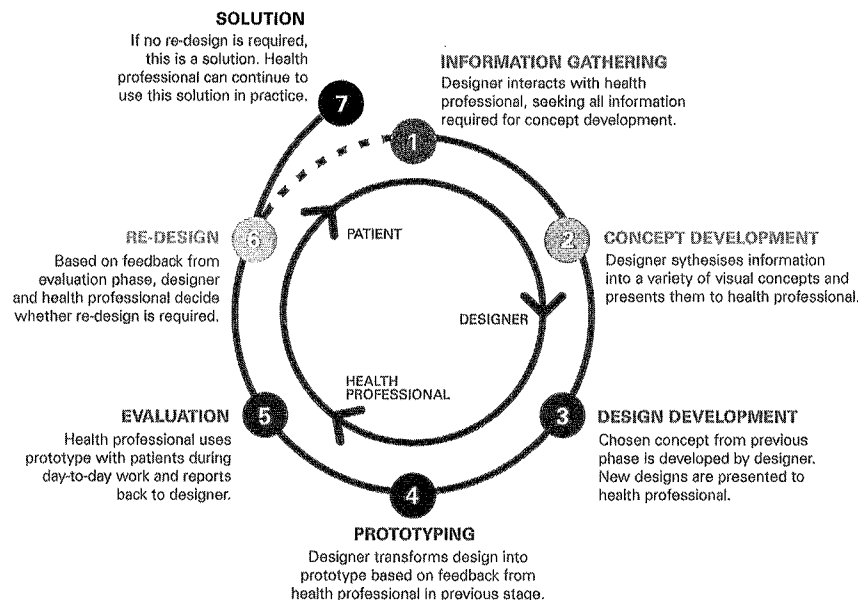 SOLUTION
If no re-design is required,
this is a solution. Health
professional can continue to
use this solution in practice.
7
INFORMATION GATHERING
Designer interacts with health
professional, seeking all information
required for concept development.
1
RE-DESIGN
Based on feedback from
evaluation phase, designer
and health professional decide
whether re-design is required.
6
PATIENT
2
CONCEPT DEVELOPMENT
Designer sythesises information
into a variety of visual concepts and
presents them to health professional.
DESIGNER
HEALTH
PROFESSIONAL
EVALUATION
Health professional uses
prototype with patients during
day-to-day work and reports
back to designer.
5
3
DESIGN DEVELOPMENT
Chosen concept from previous
phase is developed by designer.
New designs are presented to
health professional.
4
PROTOTYPING
Designer transforms design into
prototype based on feedback from
health professional in previous stage.